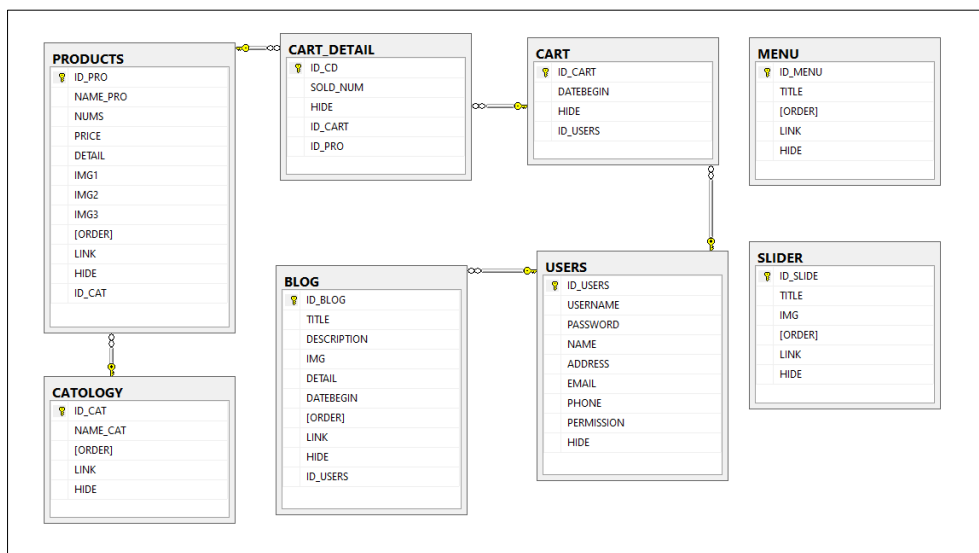 PRODUCTS
ID_PRO
NAME_PRO
NUMS
PRICE
DETAIL
IMG1
IMG2
IMG3
[ORDER]
LINK
HIDE
ID_CAT
CART_DETAIL
ID_CD
SOLD_NUM
HIDE
ID_CART
ID_PRO
CART
ID_CART
DATEBEGIN
HIDE
ID_USERS
MENU
ID_MENU
TITLE
[ORDER]
LINK
HIDE
CATOLOGY
ID_CAT
NAME_CAT
[ORDER]
LINK
HIDE
BLOG
ID_BLOG
TITLE
DESCRIPTION
IMG
DETAIL
DATEBEGIN
[ORDER]
LINK
HIDE
ID_USERS
USERS
ID_USERS
USERNAME
PASSWORD
NAME
ADDRESS
EMAIL
PHONE
PERMISSION
HIDE
SLIDER
ID_SLIDE
TITLE
IMG
[ORDER]
LINK
HIDE